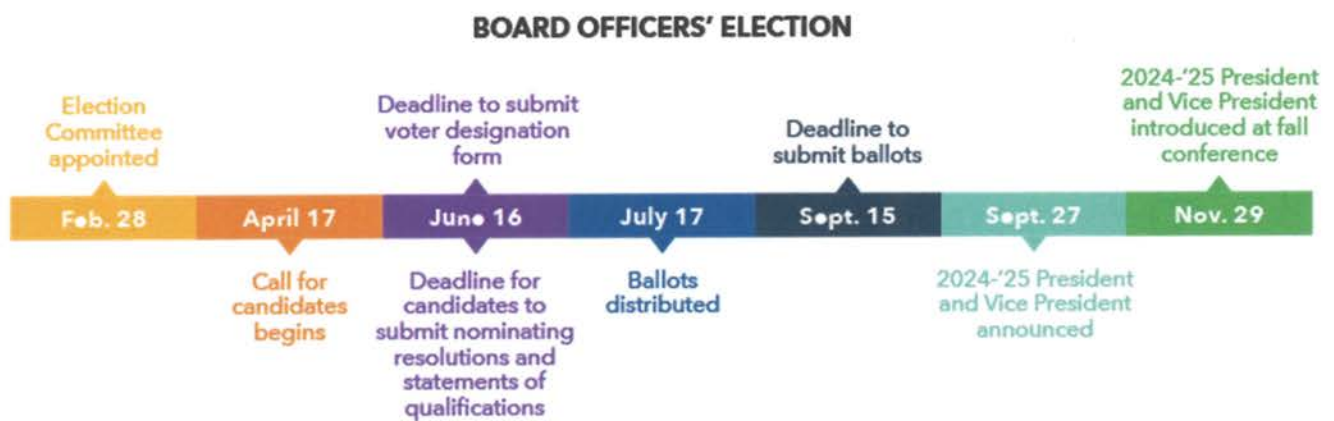 BOARD OFFICERS' ELECTION
Election
Committee
appointed
Feb. 28
April 17
Call for
candidates
begins
Deadline to submit
voter designation
form
June 16
Deadline for
candidates to
submit nominating
resolutions and
statements of
qualifications
July 17
Ballots
distributed
Deadline to
submit ballots
Sept. 15
Sept. 27
2024-'25 President
and Vice President
announced
2024-'25 President
and Vice President
introduced at fall
conference
Nov. 29